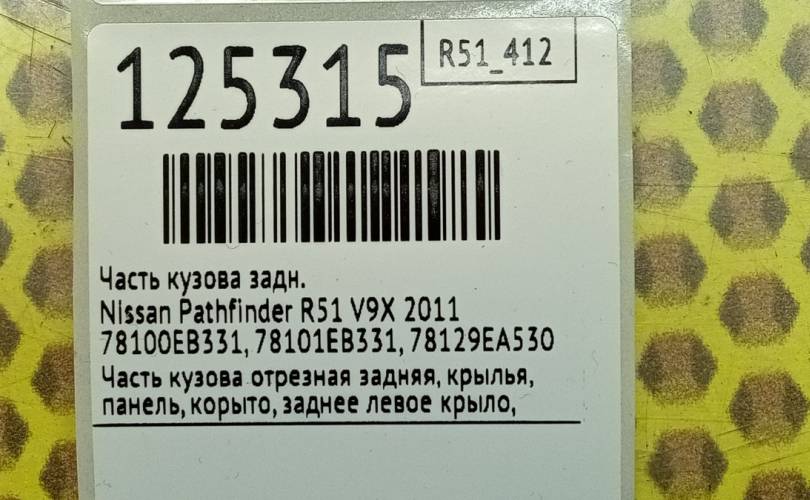 125315
R51_412
Часть кузова задн.
Nissan Pathfinder R51 V9X 2011
78100EB331, 78101EB331, 78129EA530
Часть кузова отрезная задняя, крылья,
панель, корыто, заднее левое крыло,